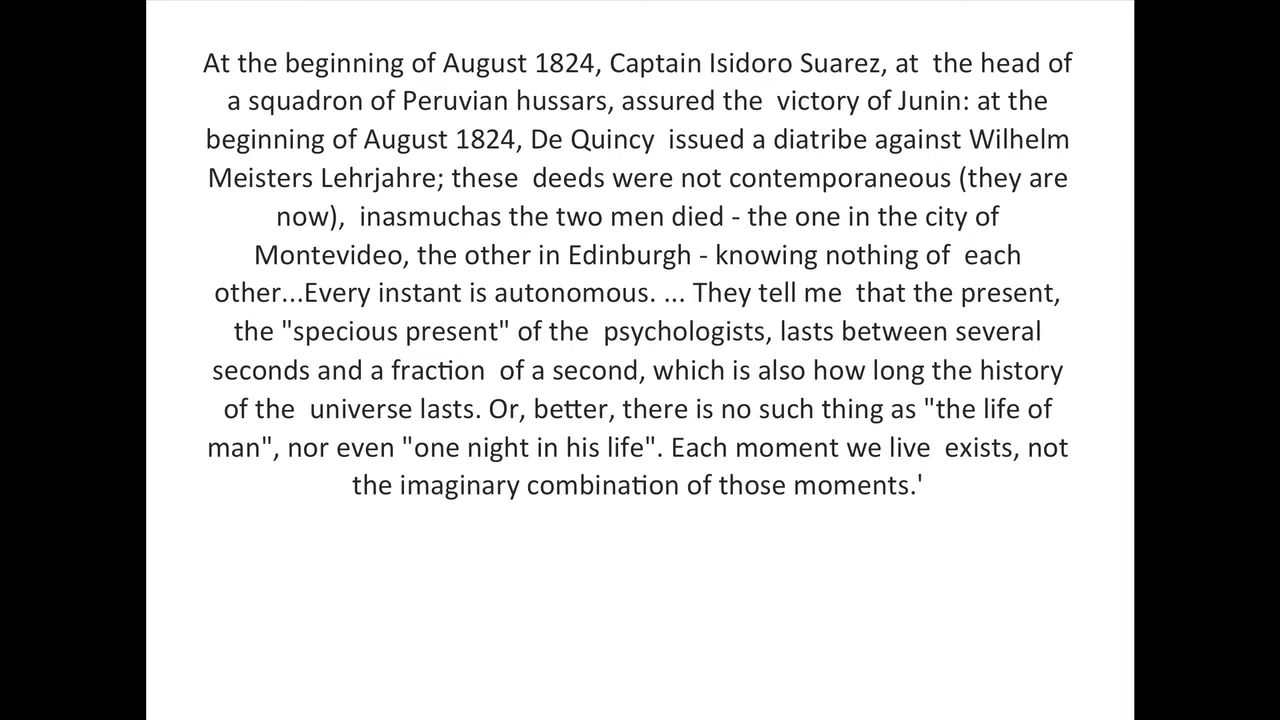 At the beginning of August 1824, Captain Isidoro Suarez, at  the head of
a squadron of Peruvian hussars, assured the  victory of Junin: at the
beginning of August 1824, De Quincy  issued a diatribe against Wilhelm
Meisters Lehrjahre; these  deeds were not contemporaneous (they are
now),  inasmuchas the two men died - the one in the city of
Montevideo, the other in Edinburgh - knowing nothing of  each
other...Every instant is autonomous. ... They tell me  that the present,
the "specious present" of the  psychologists, lasts between several
seconds and a fraction  of a second, which is also how long the history
of the  universe lasts. Or, better, there is no such thing as "the life of
man", nor even "one night in his life". Each moment we live  exists, not
the imaginary combination of those moments.'